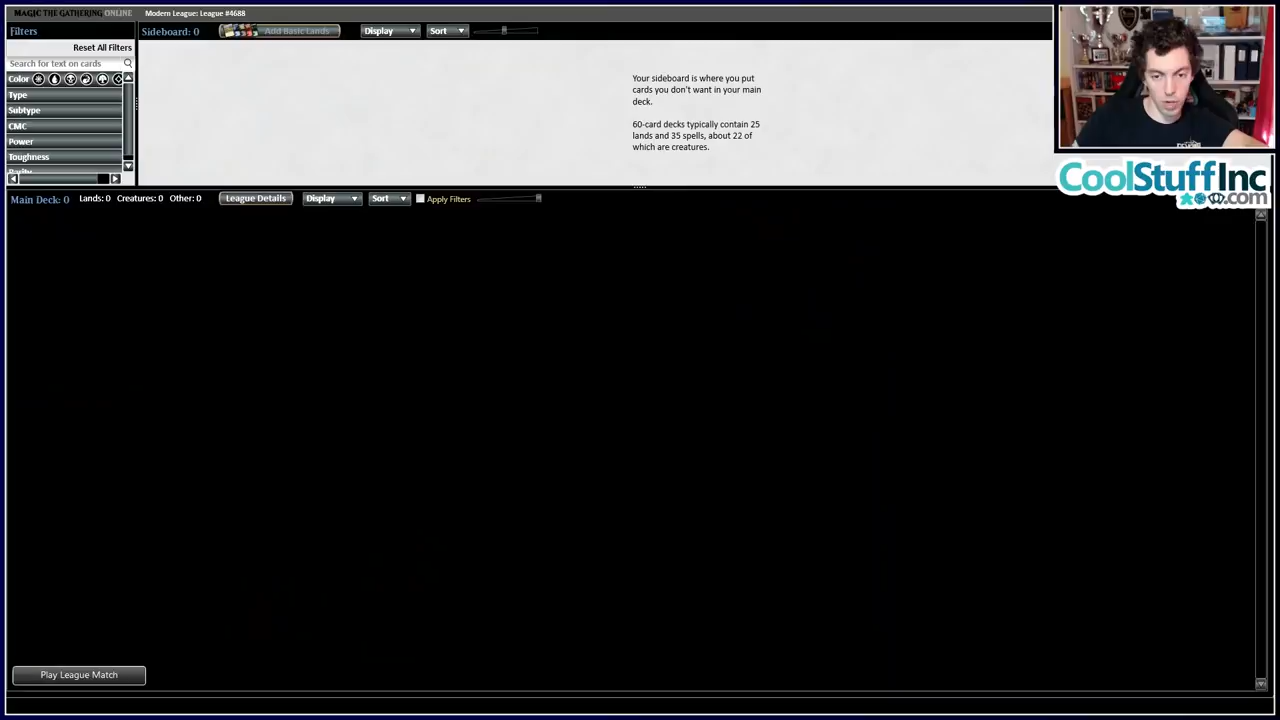 MAGIC THE GATHERING ONLINE Modern League: League #4688
Filters
Sideboard: 0 Add Basic Lands Display Sort
Reset All Filters
Search for text on cards
Color
Type
Subtype
CMC
Power
Toughness
Rarity
Your sideboard is where you put
cards you don't want in your main
deck.
60-card decks typically contain 25
lands and 35 spells, about 22 of
which are creatures.
CoolStuffInc
.com
Main Deck: 0 Lands: 0 Creatures: 0 Other: 0 League Details Display Sort Apply Filters
Play League Match